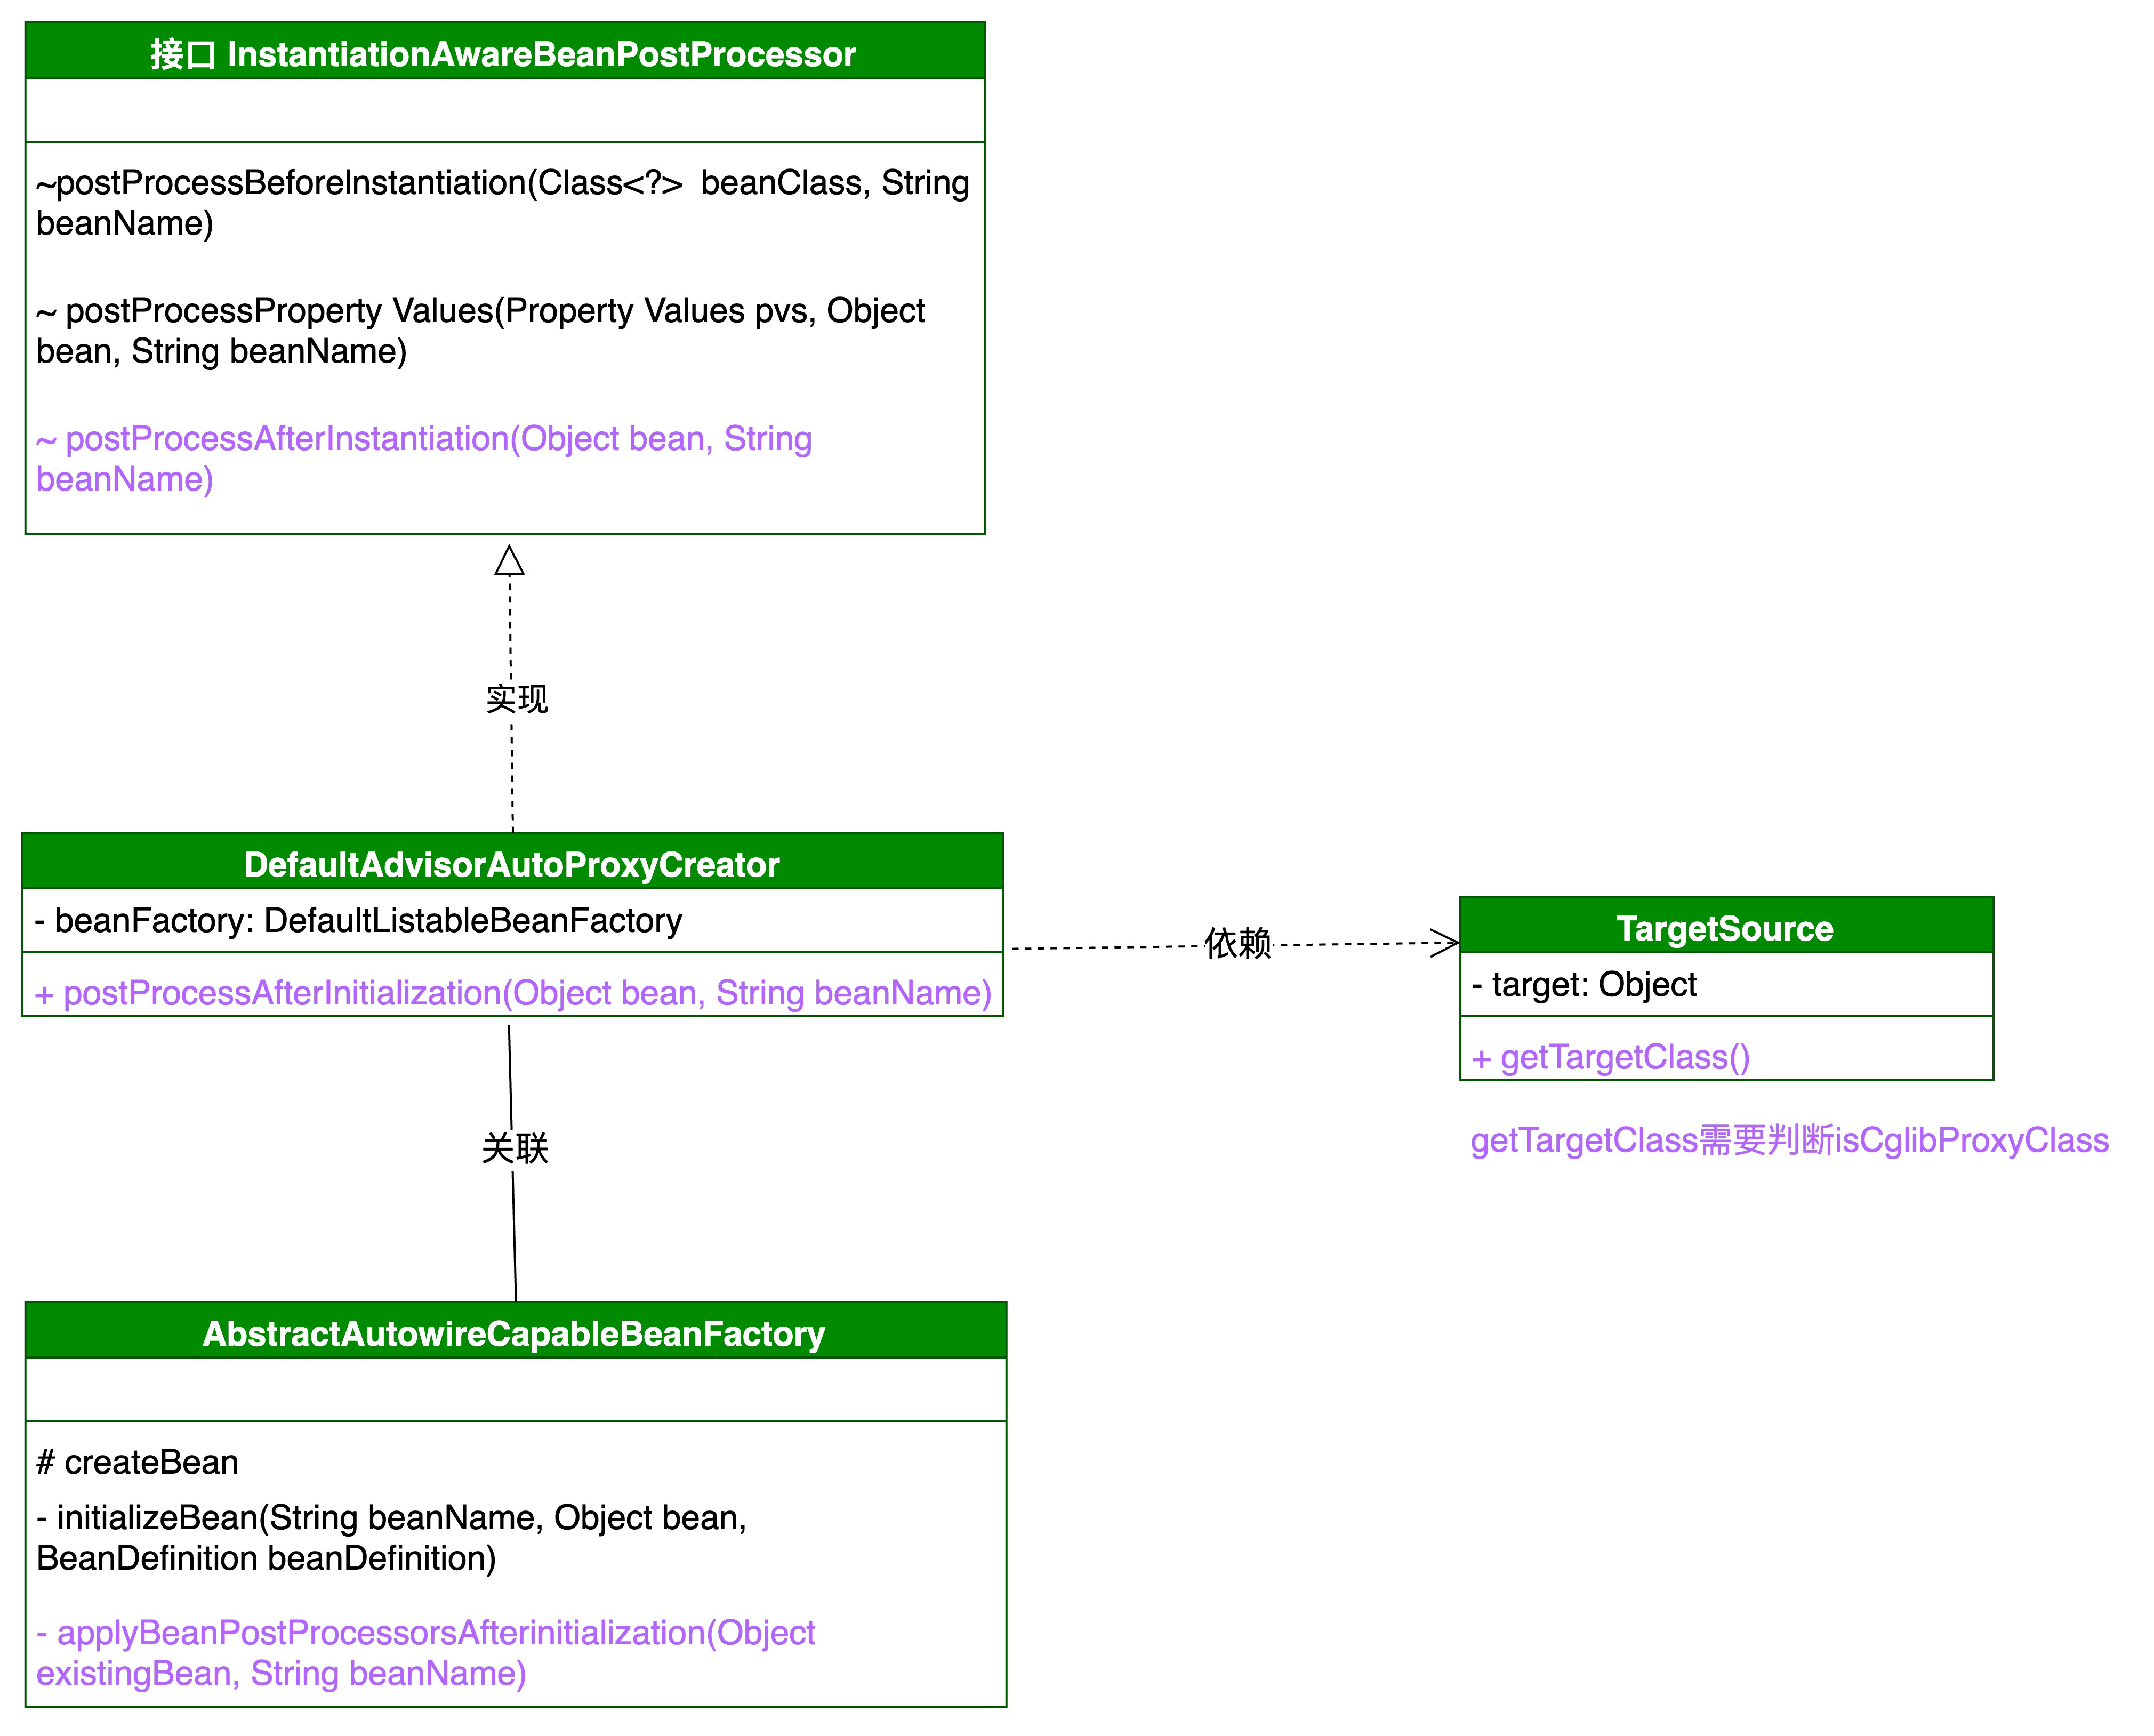 接口 InstantiationAwareBeanPostProcessor
~postProcessBeforeInstantiation(Class<?>  beanClass, String
beanName)
~ postProcessProperty Values(Property Values pvs, Object
bean, String beanName)
~ postProcessAfterInstantiation(Object bean, String
beanName)
实现
DefaultAdvisorAutoProxyCreator
- beanFactory: DefaultListableBeanFactory
+ postProcessAfterInitialization(Object bean, String beanName)
依赖
TargetSource
- target: Object
+ getTargetClass()
getTargetClass需要判断isCglibProxyClass
关联
AbstractAutowireCapableBeanFactory
# createBean
- initializeBean(String beanName, Object bean,
BeanDefinition beanDefinition)
- applyBeanPostProcessorsAfterinitialization(Object
existingBean, String beanName)